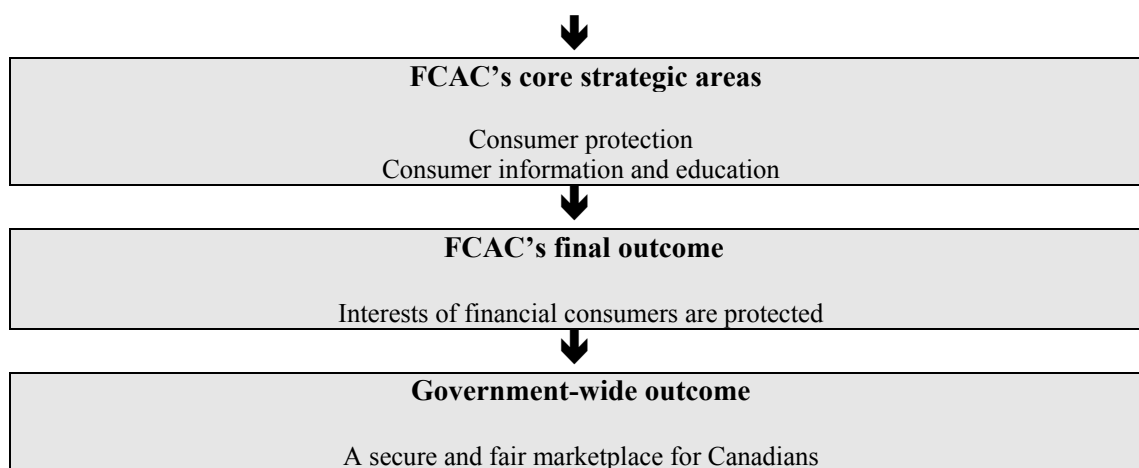 FCAC’s core strategic areas
Consumer protection
Consumer information and education
FCAC’s final outcome
Interests of financial consumers are protected
Government-wide outcome
A secure and fair marketplace for Canadians